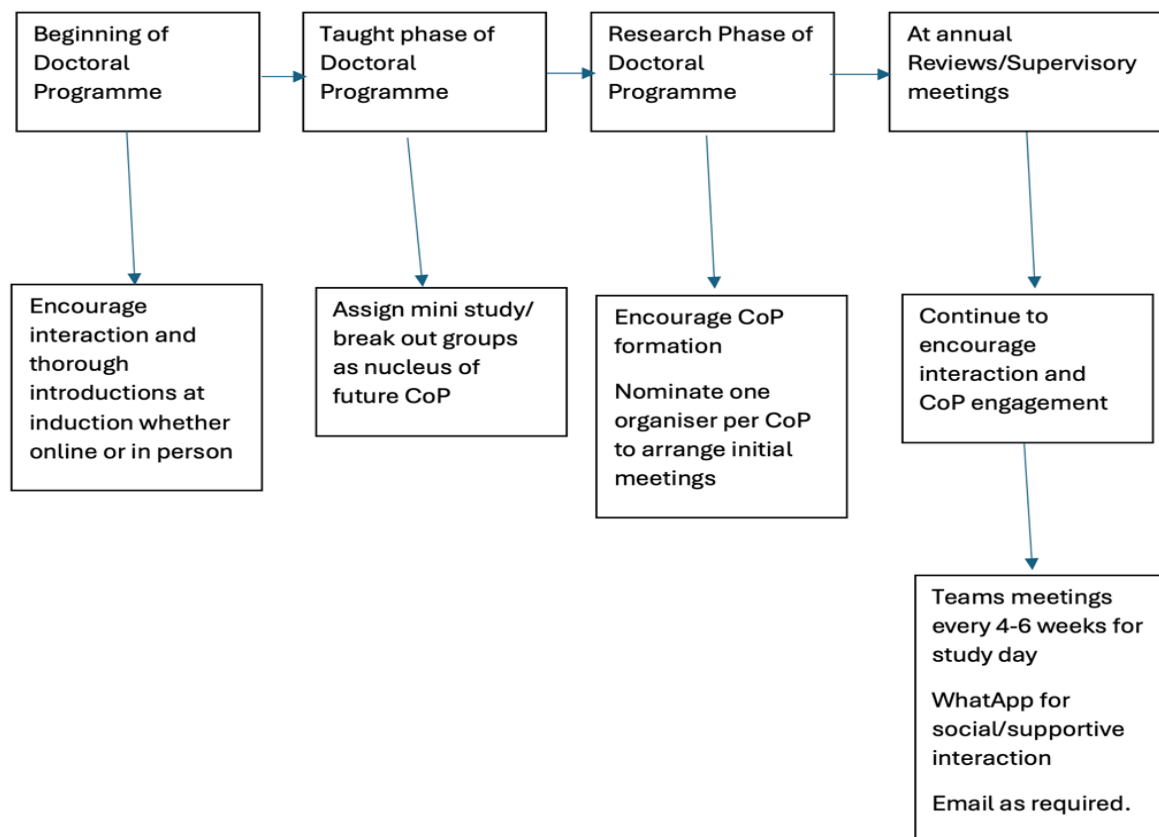 Beginning of
Doctoral
Programme
Taught phase of
Doctoral
Programme
Research Phase of
Doctoral
Programme
At annual
Reviews/Supervisory
meetings
Encourage
interaction and
thorough
introductions at
induction whether
online or in person
Assign mini study/
break out groups
as nucleus of
future CoP
Encourage CoP
formation
Nominate one
organiser per CoP
to arrange initial
meetings
Continue to
encourage
interaction and
CoP engagement
Teams meetings
every 4-6 weeks for
study day
WhatApp for
social/supportive
interaction
Email as required.